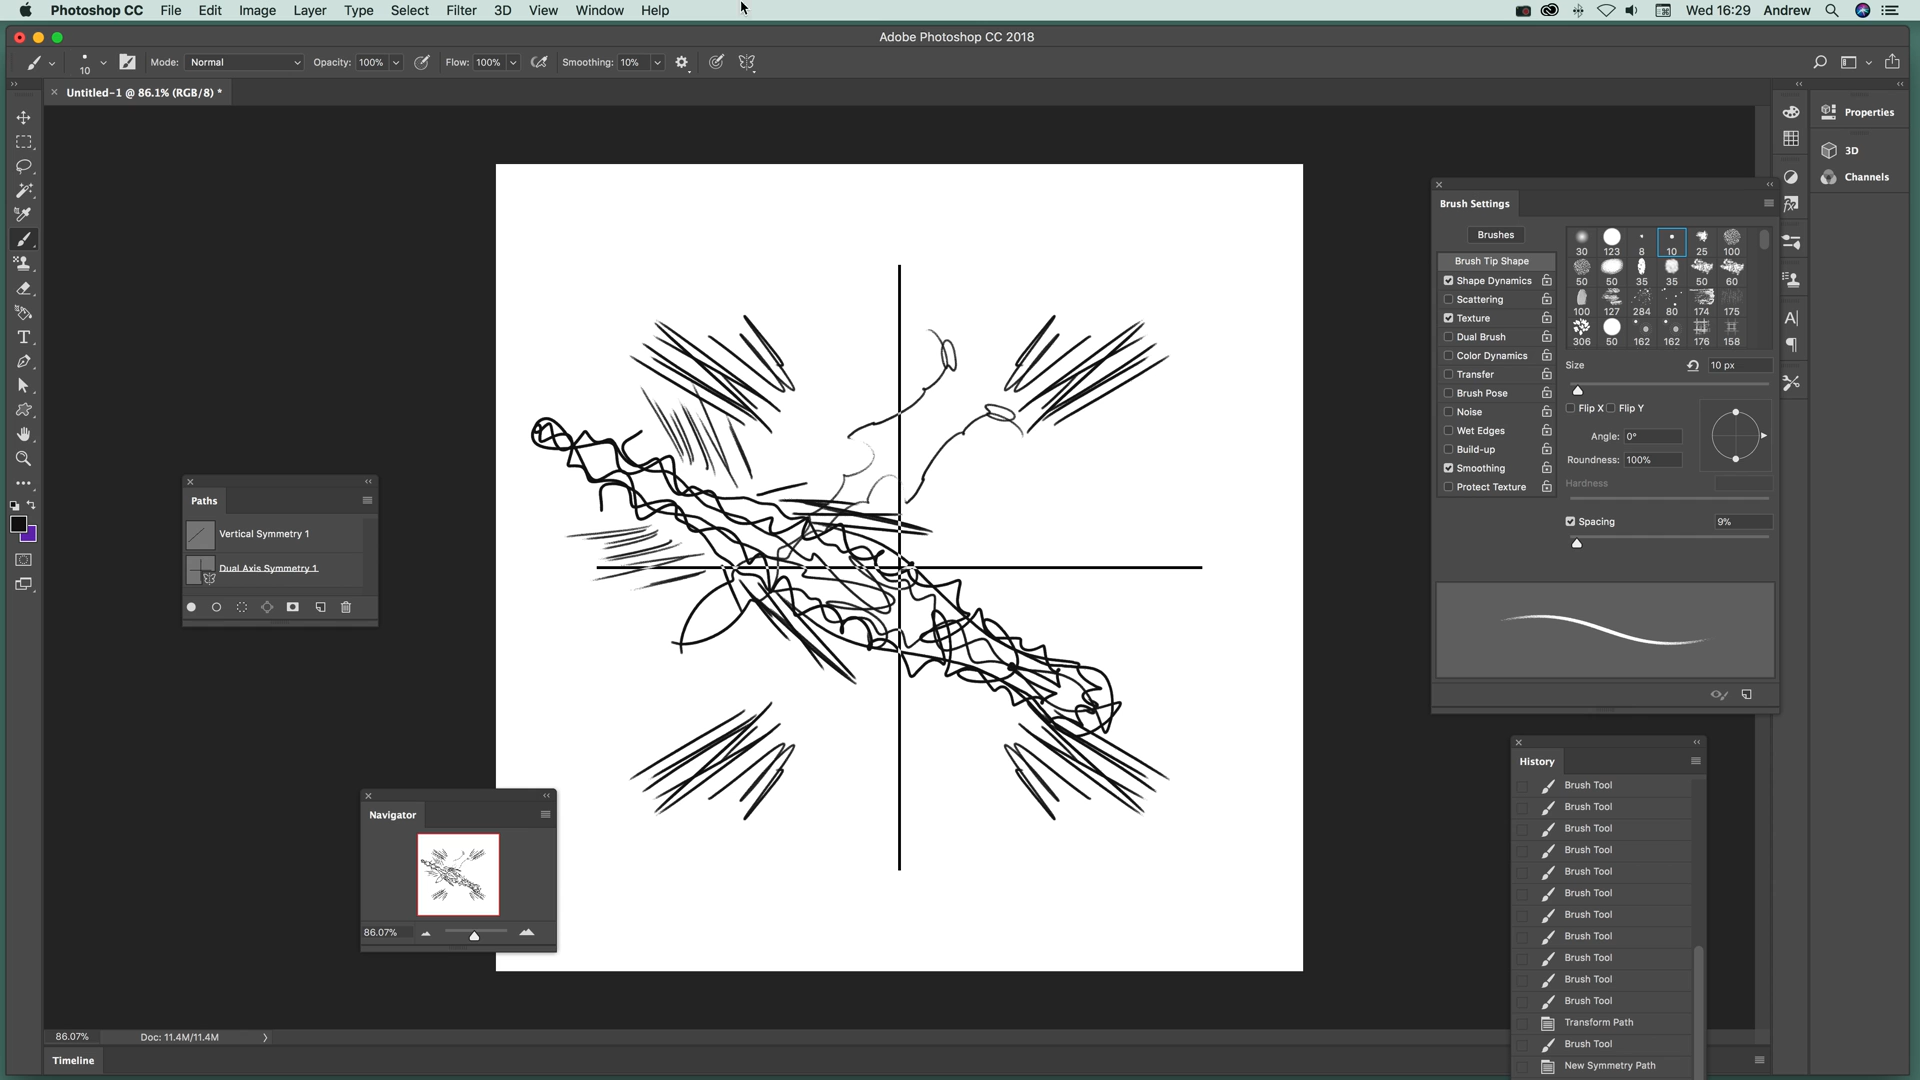 Photoshop CC File Edit Image Layer Type Select Filter 3D View Window Help Wed 16:29 Andrew
Adobe Photoshop CC 2018
10 Mode: Normal Opacity: 100% Flow: 100% Smoothing: 10%
Untitled-1 @ 86.1% (RGB/8) *
Properties
3D
Channels
Brush Settings
Brushes
Brush Tip Shape
Shape Dynamics
Scattering
Texture
Dual Brush
Color Dynamics
Transfer
Brush Pose
Noise
Wet Edges
Build-up
Smoothing
Protect Texture
30 123 8 10 25 100
50 50 35 35 50 60
100 127 284 80 174 175
306 50 162 162 176 158
Size 10 px
Flip X Flip Y
Angle: 0°
Roundness: 100%
Hardness
Spacing 9%
Paths
Vertical Symmetry 1
Dual Axis Symmetry 1
Navigator
86.07%
History
Brush Tool
Brush Tool
Brush Tool
Brush Tool
Brush Tool
Brush Tool
Brush Tool
Brush Tool
Brush Tool
Brush Tool
Brush Tool
Transform Path
Brush Tool
New Symmetry Path
86.07% Doc: 11.4M/11.4M
Timeline